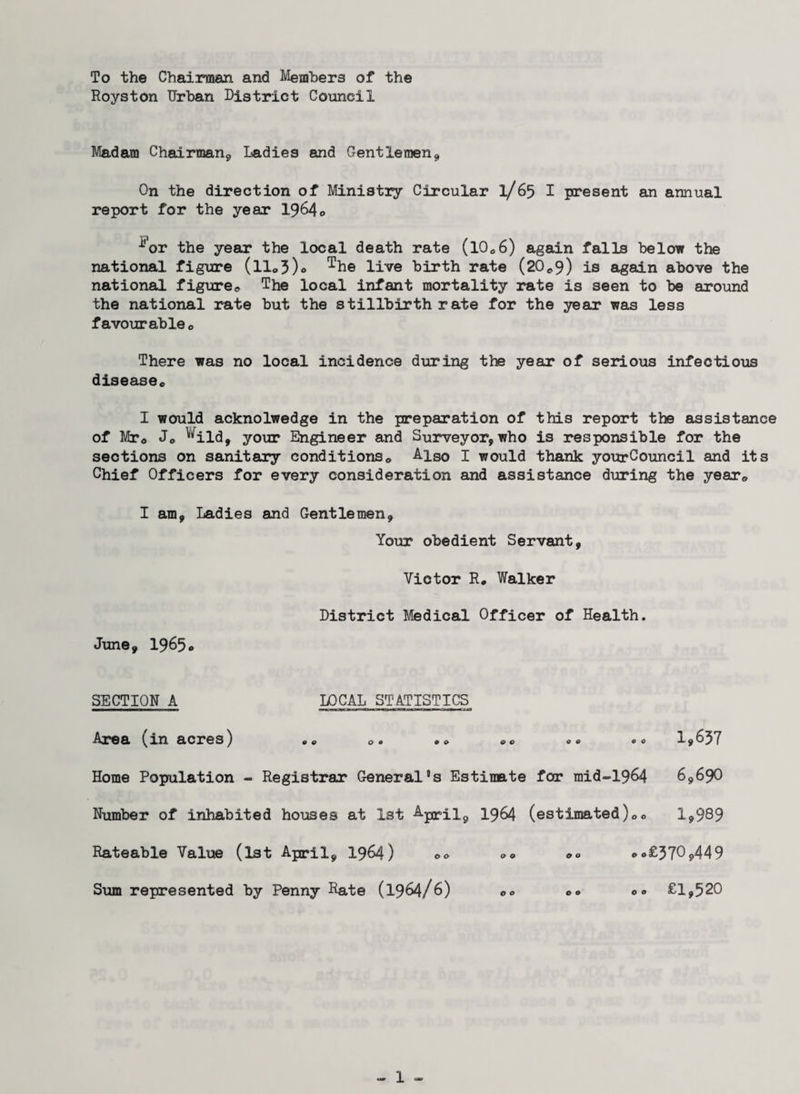 To the Chairman and Members of the
Royston Urban District Council
Madam Chairman, Ladies and Gentlemen,
On the direction of Ministry Circular 1/65 I present an annual
report for the year 1964.
For the year the local death rate (10.6) again falls below the
national figure (11.3). The live birth rate (20.9) is again above the
national figure. The local infant mortality rate is seen to be around
the national rate but the stillbirth rate for the year was less
favourable.
There was no local incidence during the year of serious infectious
disease.
I would acknolwedge in the preparation of this report the assistance
of Mr. J. Wild, your Engineer and Surveyor, who is responsible for the
sections on sanitary conditions. Also I would thank yourCouncil and its
Chief Officers for every consideration and assistance during the year.
I am, Ladies and Gentlemen,
Your obedient Servant,
Victor R. Walker
District Medical Officer of Health.
June, 1965.
SECTION A LOCAL STATISTICS
Area (in acres) .. .. .. .. .. .. 1,637
Home Population - Registrar General's Estimate for mid-1964 6,690
Number of inhabited houses at 1st April, 1964 (estimated).. 1,989
Rateable Value (1st April, 1964) .. .. .. ..£370,449
Sum represented by Penny Rate (1964/6) .. .. .. £1,520
- 1 -